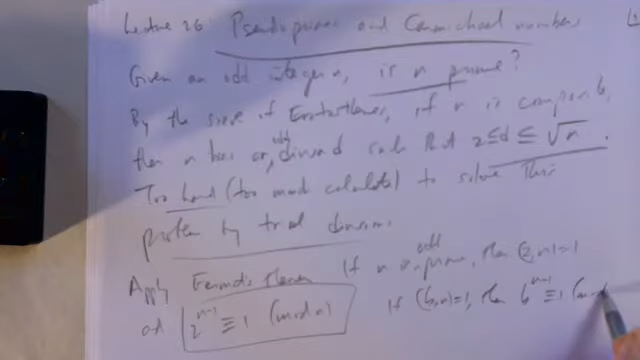 Lecture 26: Pseudoprimes and Carmichael numbers
Given an odd integer n, is n prime?
By the sieve of Eratosthenes, if n is composite,
then n has an odd divisor d such that 2 ≤ d ≤ √n.
Too hard (too much calculate) to solve this
problem by trial division.
Apply Fermat's theorem If n is odd prime, then (2,n)=1
and 2^{n-1} ≡ 1 (mod n) If (b,n)=1, then b^{n-1} ≡ 1 (m